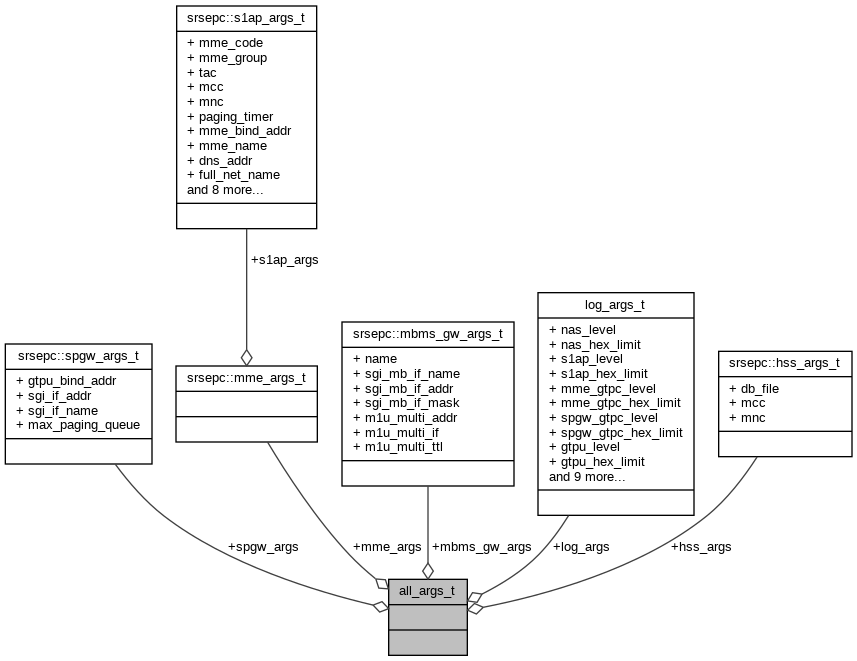 srsepc::s1ap_args_t
+ mme_code
+ mme_group
+ tac
+ mcc
+ mnc
+ paging_timer
+ mme_bind_addr
+ mme_name
+ dns_addr
+ full_net_name
and 8 more...
+s1ap_args
srsepc::spgw_args_t
+ gtpu_bind_addr
+ sgi_if_addr
+ sgi_if_name
+ max_paging_queue
srsepc::mme_args_t
srsepc::mbms_gw_args_t
+ name
+ sgi_mb_if_name
+ sgi_mb_if_addr
+ sgi_mb_if_mask
+ m1u_multi_addr
+ m1u_multi_if
+ m1u_multi_ttl
log_args_t
+ nas_level
+ nas_hex_limit
+ s1ap_level
+ s1ap_hex_limit
+ mme_gtpc_level
+ mme_gtpc_hex_limit
+ spgw_gtpc_level
+ spgw_gtpc_hex_limit
+ gtpu_level
+ gtpu_hex_limit
and 9 more...
srsepc::hss_args_t
+ db_file
+ mcc
+ mnc
+spgw_args
+mme_args
+mbms_gw_args
+log_args
+hss_args
all_args_t